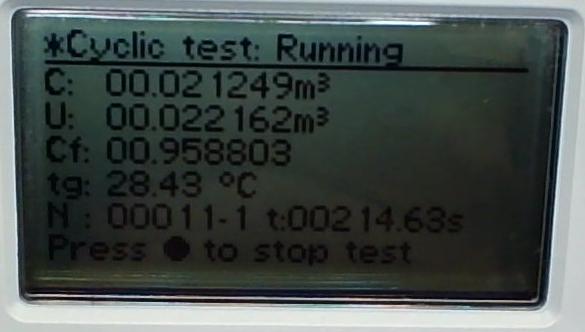 *Cyclic test: Running
C: 00.021249m³
U: 00.022162m³
Cf: 00.958803
tg: 28.43 °C
N : 00011-1 t:00214.63s
Press ● to stop test